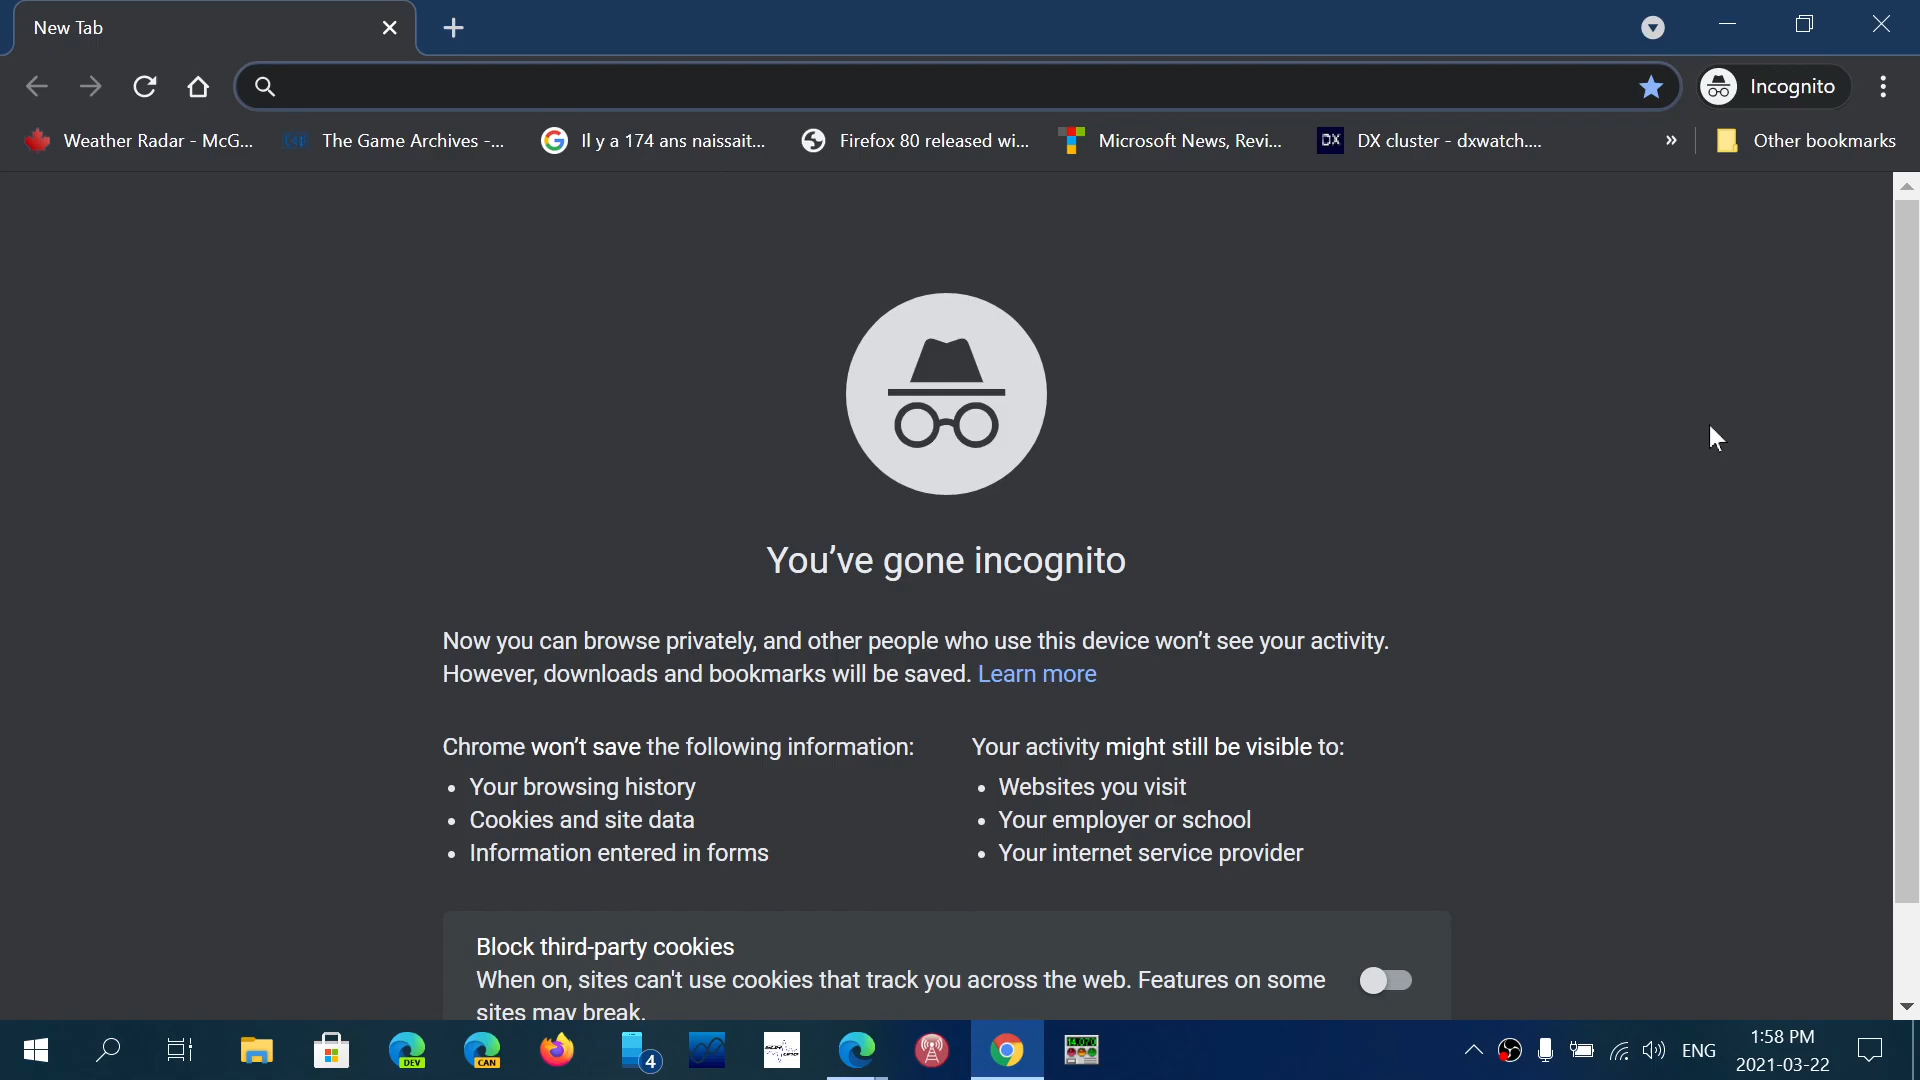 New Tab
Incognito
Weather Radar - McG... The Game Archives -... Il y a 174 ans naissait... Firefox 80 released wi... Microsoft News, Revi... DX DX cluster - dxwatch.... » Other bookmarks
You've gone incognito
Now you can browse privately, and other people who use this device won't see your activity.
However, downloads and bookmarks will be saved. Learn more
Chrome won't save the following information:
• Your browsing history
• Cookies and site data
• Information entered in forms
Your activity might still be visible to:
• Websites you visit
• Your employer or school
• Your internet service provider
Block third-party cookies
When on, sites can't use cookies that track you across the web. Features on some
sites may break.
DEV CAN 4 14.070 ENG
1:58 PM
2021-03-22